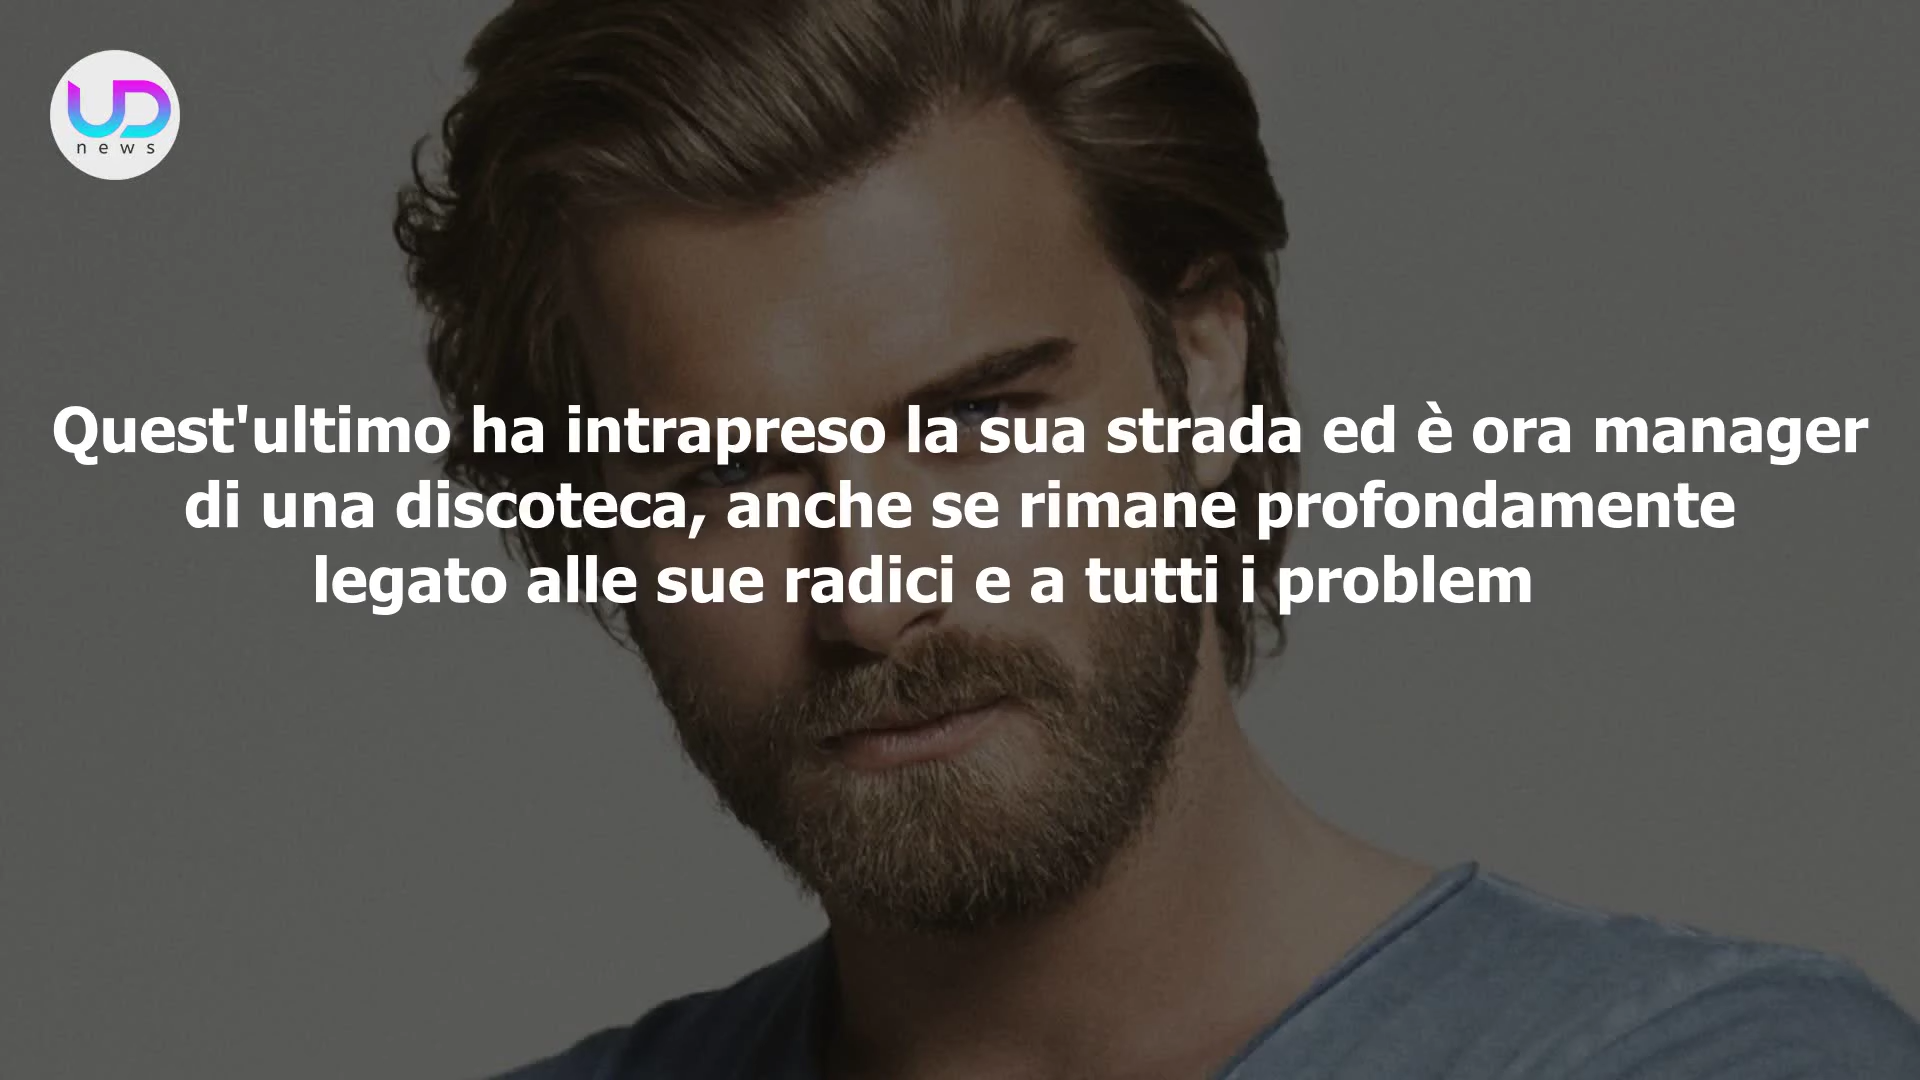 UD
news
Quest'ultimo ha intrapreso la sua strada ed è ora manager
di una discoteca, anche se rimane profondamente
legato alle sue radici e a tutti i problem